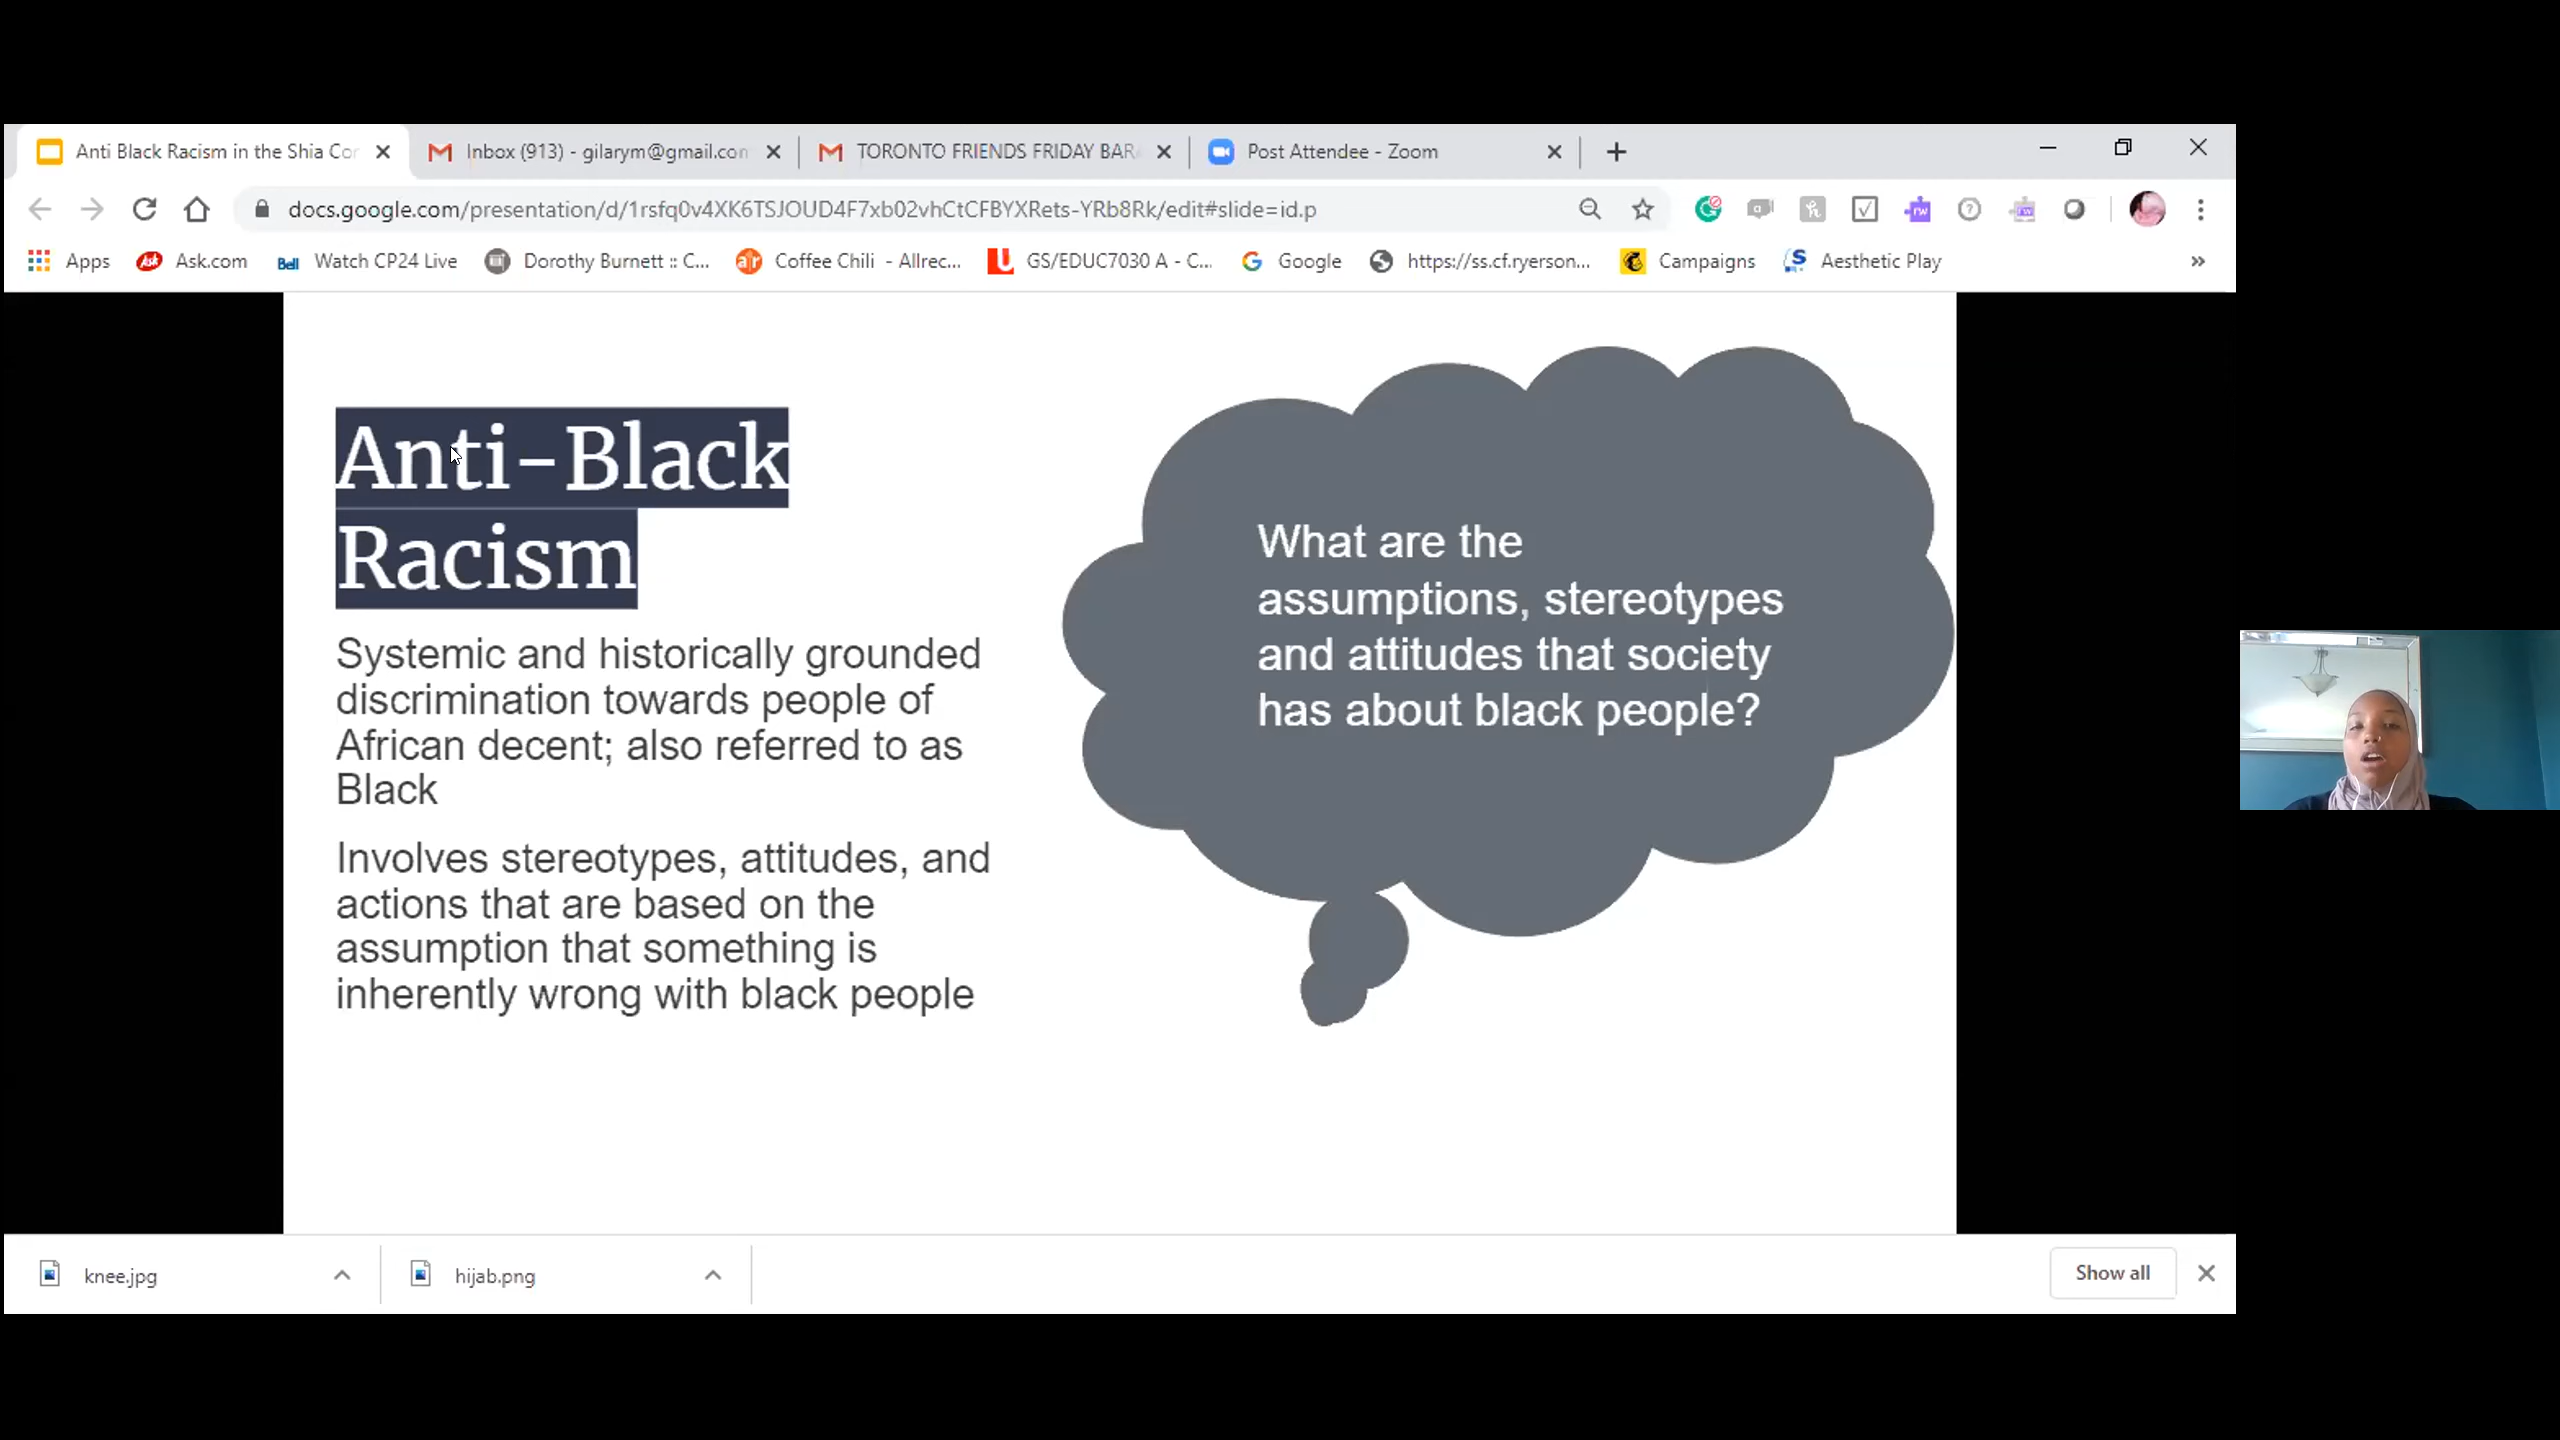 Anti Black Racism in the Shia Cor
Inbox (913) - gilarym@gmail.con
TORONTO FRIENDS FRIDAY BAR
Post Attendee - Zoom
docs.google.com/presentation/d/1rsfq0v4XK6TSJOUD4F7xb02vhCtCFBYXRets-YRb8Rk/edit#slide=id.p
Apps
Ask.com
Bell
Watch CP24 Live
Dorothy Burnett :: C...
Coffee Chili - Allrec...
GS/EDUC7030 A - C...
Google
https://ss.cf.ryerson...
Campaigns
Aesthetic Play
Anti-Black
Racism
Systemic and historically grounded
discrimination towards people of
African decent; also referred to as
Black
Involves stereotypes, attitudes, and
actions that are based on the
assumption that something is
inherently wrong with black people
What are the
assumptions, stereotypes
and attitudes that society
has about black people?
knee.jpg
hijab.png
Show all